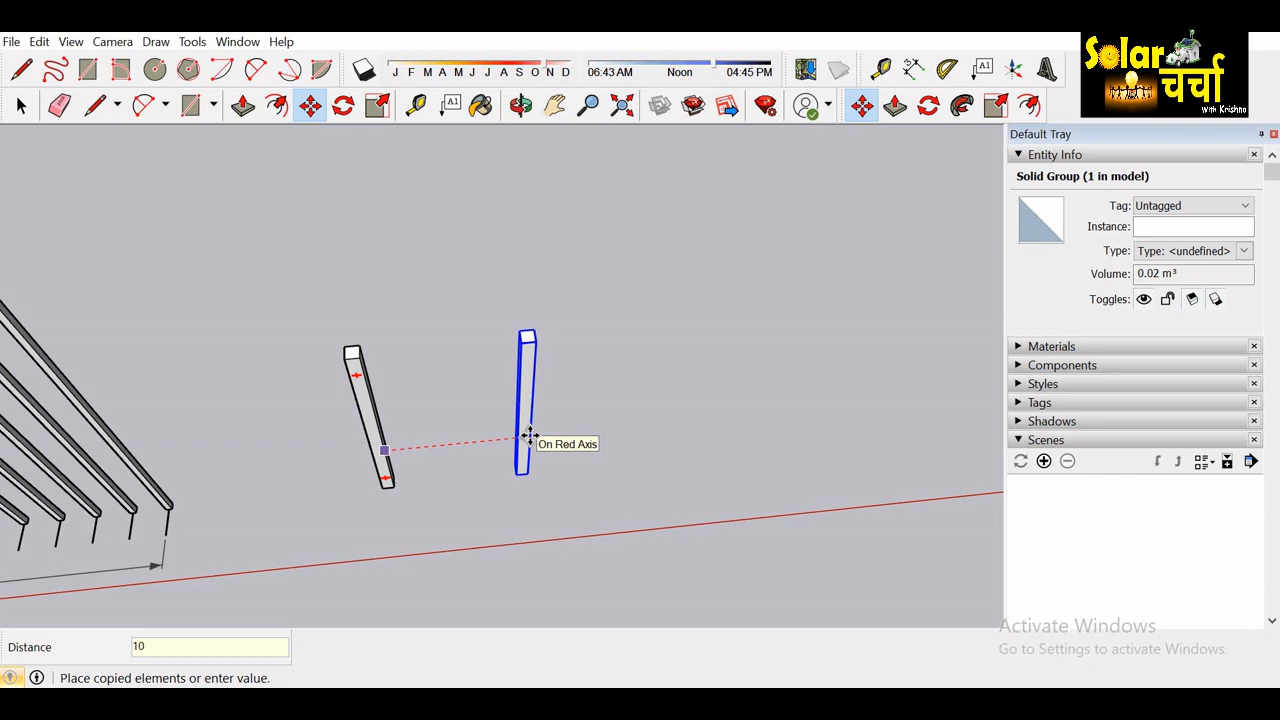 File Edit View Camera Draw Tools Window Help
J F M A M J J A S O N D
06:43 AM Noon 04:45 PM
A1
A1
Solar
चर्चा
With Krishna
Default Tray
Entity Info
Solid Group (1 in model)
Tag: Untagged
Instance:
Type: Type: <undefined>
Volume: 0.02 m³
Toggles:
Materials
Components
Styles
Tags
Shadows
Scenes
On Red Axis
Activate Windows
Go to Settings to activate Windows.
Distance 10
Place copied elements or enter value.